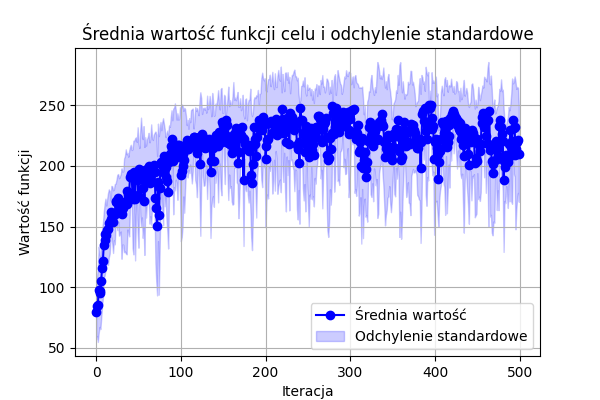 Średnia wartość funkcji celu i odchylenie standardowe
Wartość funkcji
250
200
150
100
50
0
100
200
300
400
500
Iteracja
Średnia wartość
Odchylenie standardowe